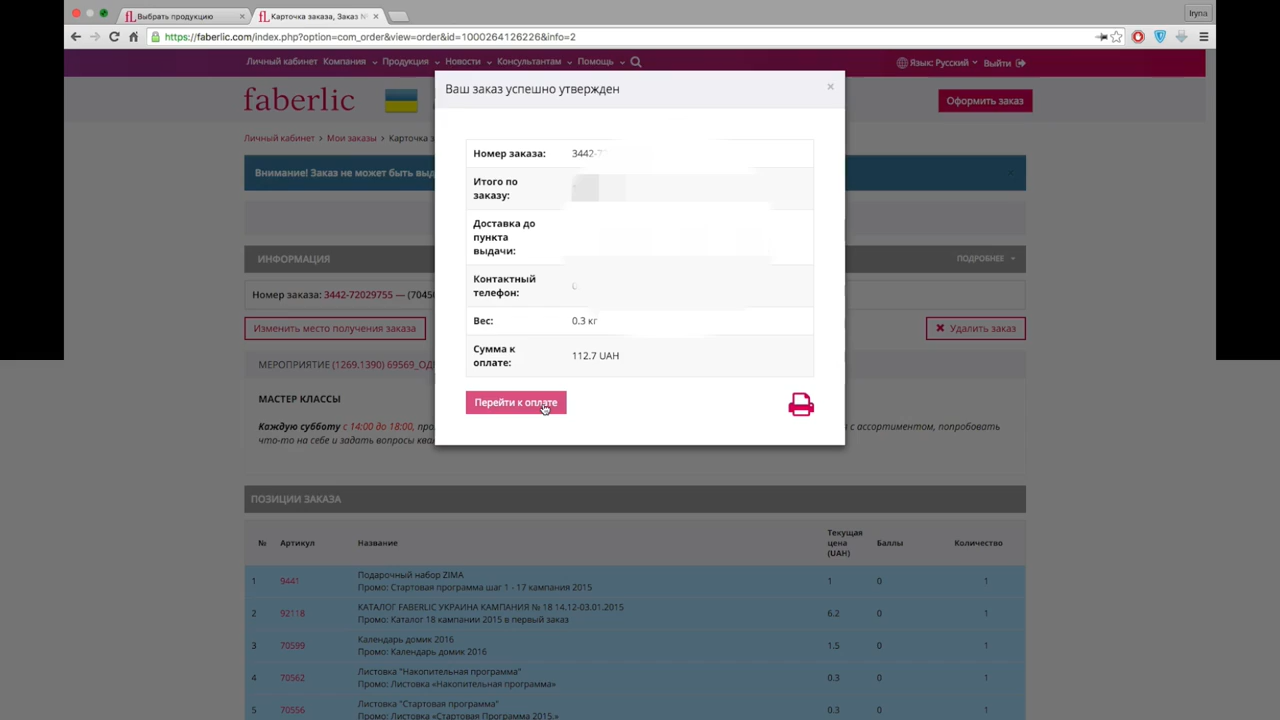 Выбрать продукцию
Карточка заказа, Заказ №
Iryna
https://faberlic.com/index.php?option=com_order&view=order&id=1000264126226&info=2
Личный кабинет Компания Продукция Новости Консультантам Помощь Язык: Русский Выйти
faberlic
Оформить заказ
Личный кабинет > Мои заказы > Карточка з
Внимание! Заказ не может быть выд
Ваш заказ успешно утвержден
Номер заказа: 3442-7
Итого по
заказу:
Доставка до
пункта
выдачи:
Контактный
телефон: 0
Вес: 0.3 кг
Сумма к
оплате: 112.7 UAH
Перейти к оплате
ИНФОРМАЦИЯ ПОДРОБНЕЕ
Номер заказа: 3442-72029755 — (7045
Изменить место получения заказа
Удалить заказ
МЕРОПРИЯТИЕ (1269.1390) 69569_ОД
МАСТЕР КЛАССЫ
Каждую субботу с 14:00 до 18:00, про с ассортиментом, попробовать
что-то на себе и задать вопросы ква
ПОЗИЦИИ ЗАКАЗА
№ Артикул Название Текущая цена (UAH) Баллы Количество
1 9441 Подарочный набор ZIMA 1 0 1
Промо: Стартовая программа шаг 1 - 17 кампания 2015
2 92118 КАТАЛОГ FABERLIC УКРАИНА КАМПАНИЯ № 18 14.12-03.01.2015 6.2 0 1
Промо: Каталог 18 кампании 2015 в первый заказ
3 70599 Календарь домик 2016 1.5 0 1
Промо: Календарь домик 2016
4 70562 Листовка "Накопительная программа" 0.3 0 1
Промо: Листовка «Накопительная программа»
5 70556 Листовка "Стартовая программа" 0.3 0 1
Промо: Листовка «Стартовая Программа 2015.»